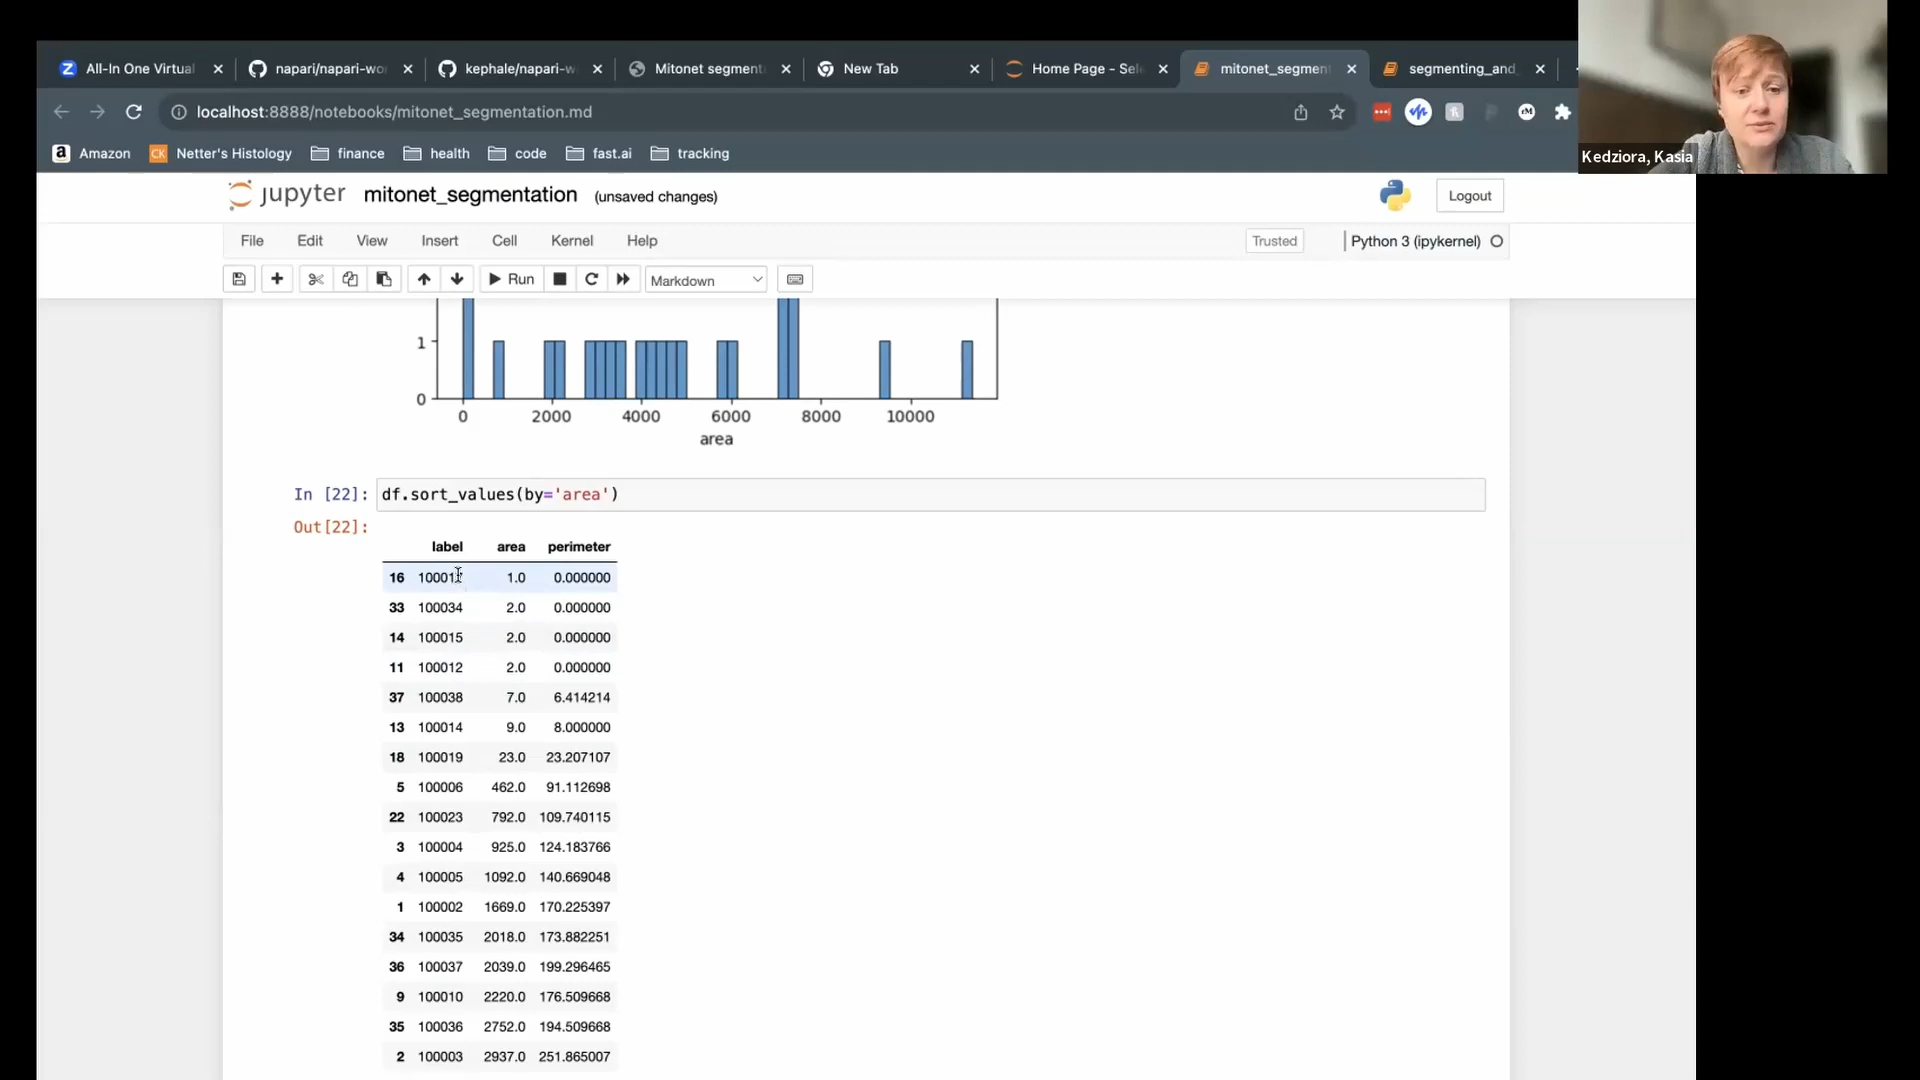 All-In One Virtual
napari/napari-wo
kephale/napari-w
Mitonet segment
New Tab
Home Page - Sel
mitonet_segment
segmenting_and_
localhost:8888/notebooks/mitonet_segmentation.md
Amazon
Netter's Histology
finance
health
code
fast.ai
tracking
Kedziora, Kasia
jupyter
mitonet_segmentation
(unsaved changes)
Logout
File
Edit
View
Insert
Cell
Kernel
Help
Trusted
Python 3 (ipykernel)
Run
Markdown
1
0
0 2000 4000 6000 8000 10000
area
In [22]: df.sort_values(by='area')
Out[22]:
label area perimeter
16 1.0 0.000000
33 100034 2.0 0.000000
14 100015 2.0 0.000000
11 100012 2.0 0.000000
37 100038 7.0 6.414214
13 100014 9.0 8.000000
18 100019 23.0 23.207107
5 100006 462.0 91.112698
22 100023 792.0 109.740115
3 100004 925.0 124.183766
4 100005 1092.0 140.669048
1 100002 1669.0 170.225397
34 100035 2018.0 173.882251
36 100037 2039.0 199.296465
9 100010 2220.0 176.509668
35 100036 2752.0 194.509668
2 100003 2937.0 251.865007